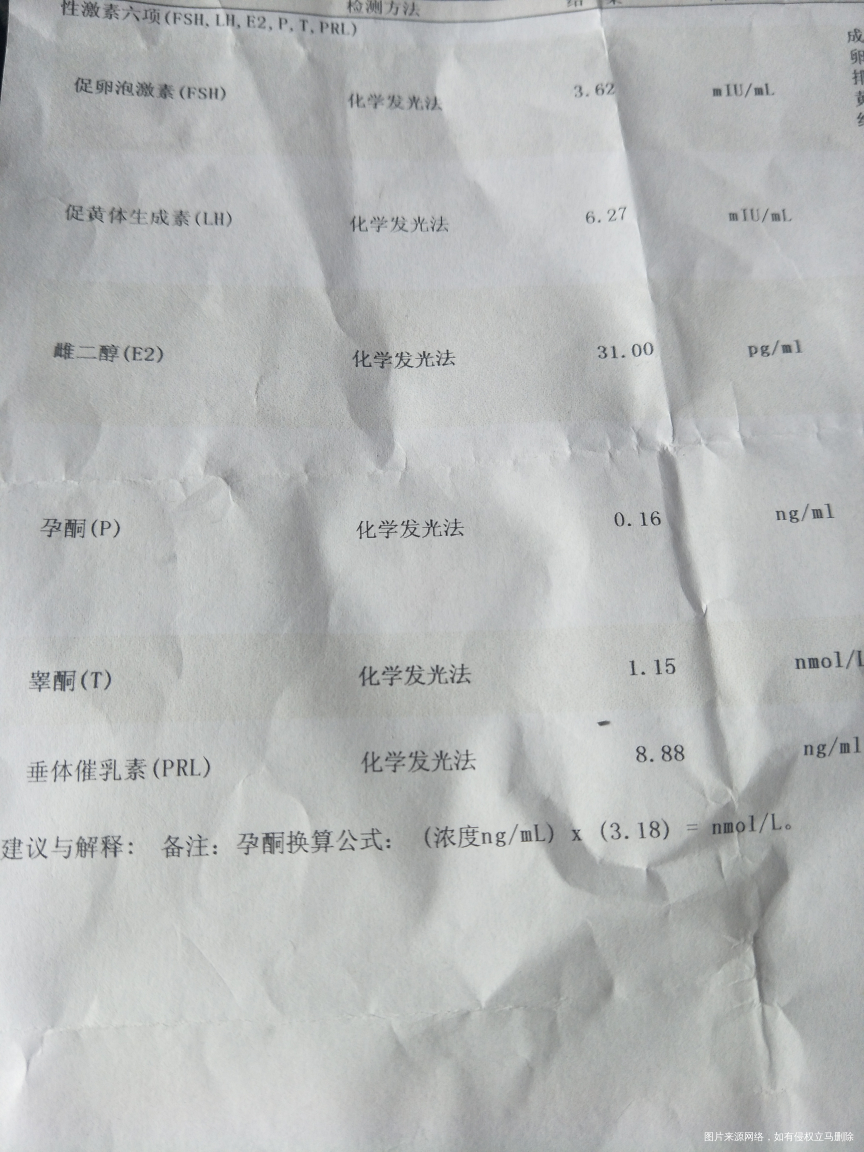 检测方法 结 果
性激素六项(FSH,LH,E2,P,T,PRL)
成
卵
促卵泡激素(FSH) 化学发光法 3.62 mIU/mL
黄
促黄体生成素(LH) 化学发光法 6.27 mIU/mL
雌二醇(E2) 化学发光法 31.00 pg/ml
孕酮(P) 化学发光法 0.16 ng/ml
睾酮(T) 化学发光法 1.15 nmol/L
垂体催乳素(PRL) 化学发光法 8.88 ng/ml
建议与解释: 备注: 孕酮换算公式: (浓度ng/mL) x (3.18) = nmol/L。
图片来源网络，如有侵权立马删除